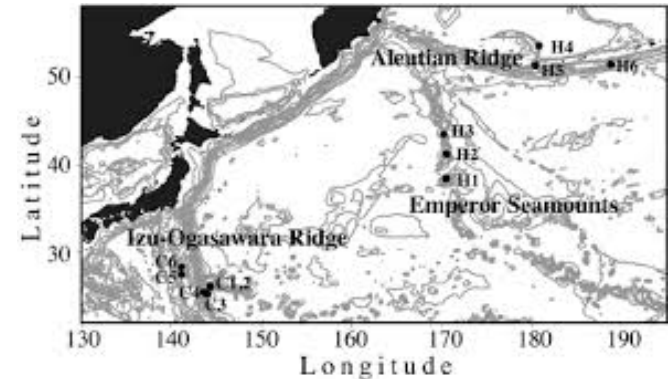 50
40
30
Latitude
Aleutian Ridge
H4
H5
H6
H3
H2
H1
Emperor Seamounts
Izu-Ogasawara Ridge
C6
C5
C4
C1,2
C3
130 140 150 160 170 180 190
Longitude